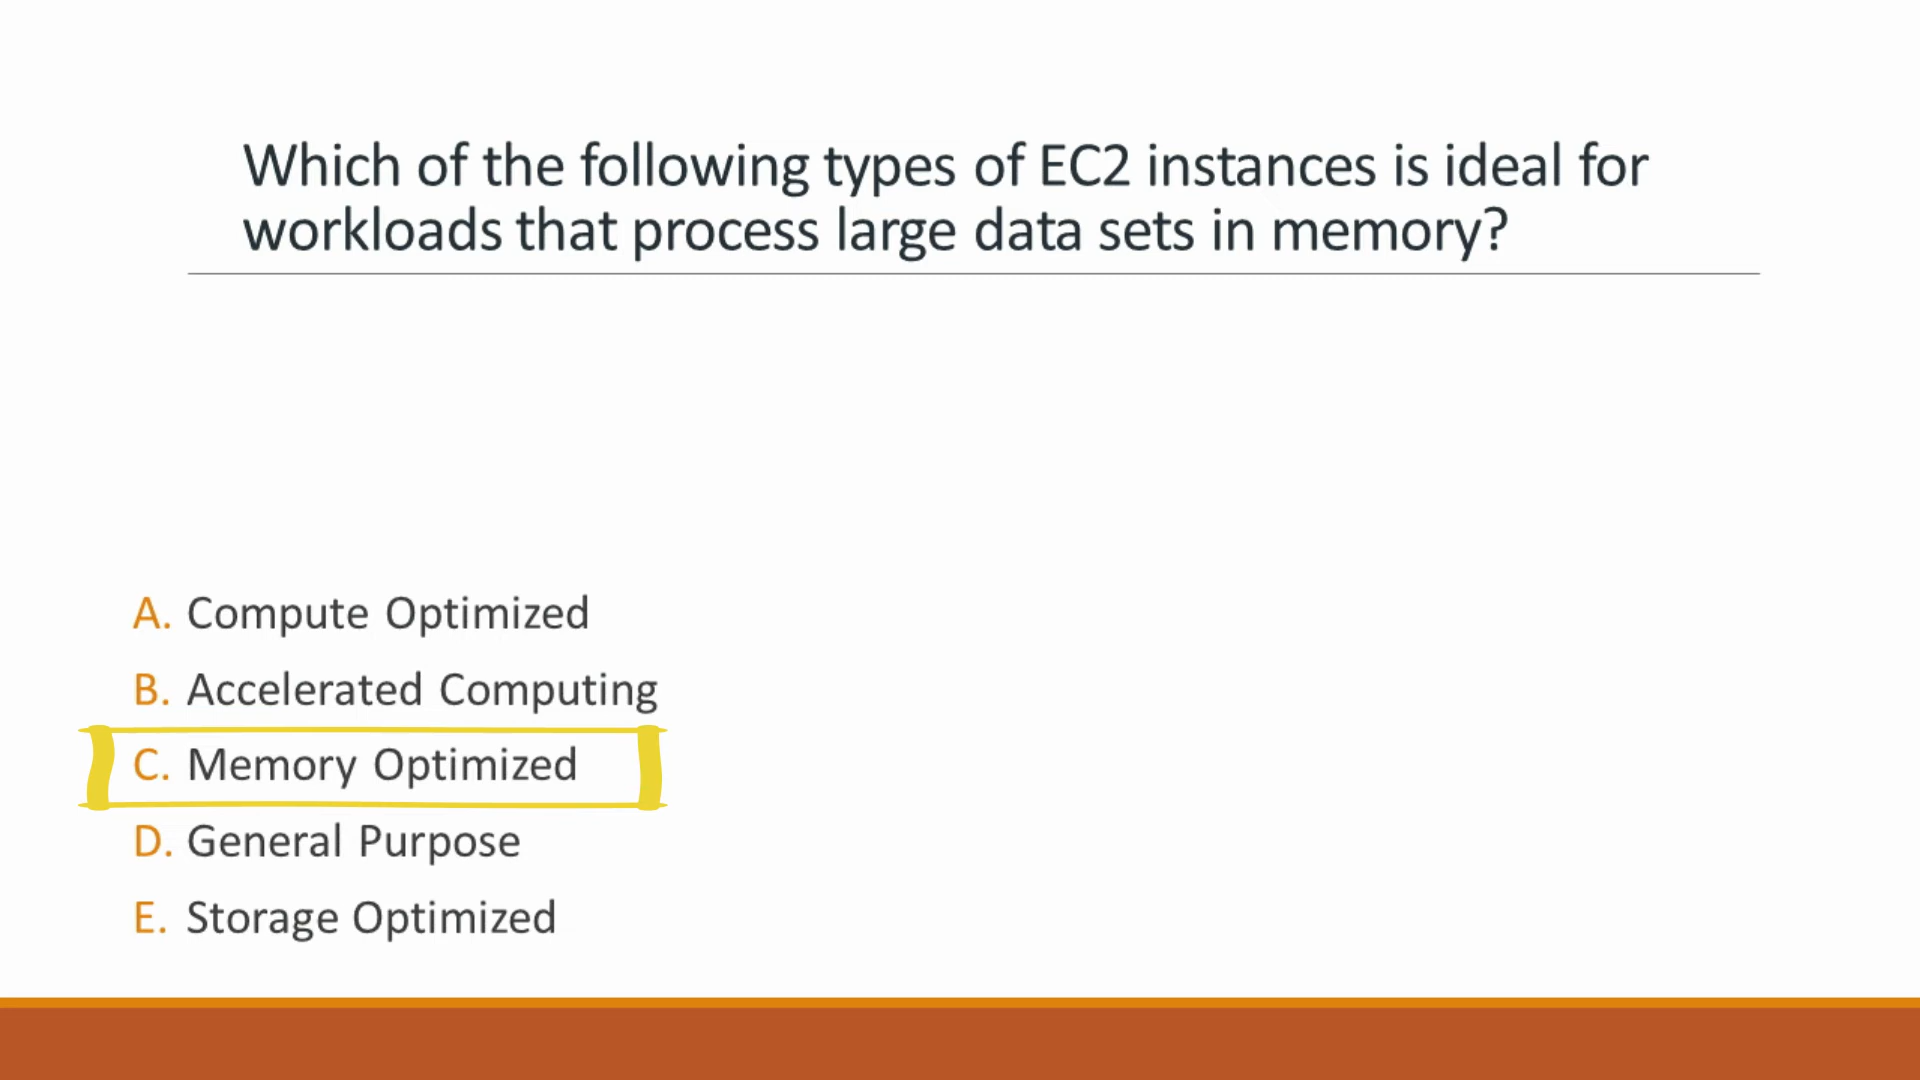 Which of the following types of EC2 instances is ideal for
workloads that process large data sets in memory?
A. Compute Optimized
B. Accelerated Computing
C. Memory Optimized
D. General Purpose
E. Storage Optimized